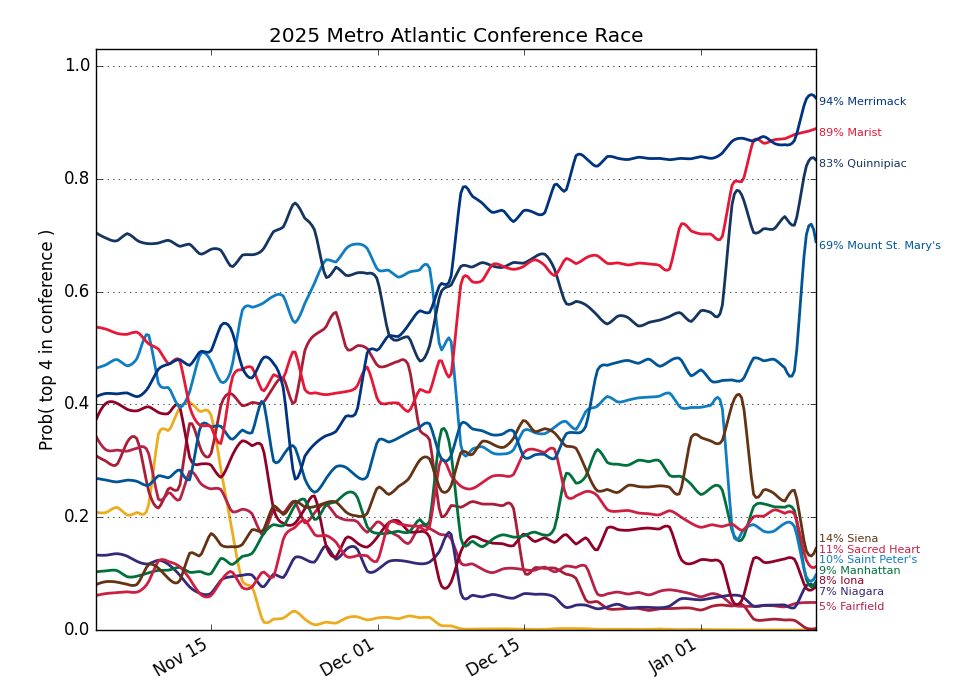 2025 Metro Atlantic Conference Race
Prob( top 4 in conference )
1.0
0.8
0.6
0.4
0.2
0.0
Nov 15
Dec 01
Dec 15
Jan 01
94% Merrimack
89% Marist
83% Quinnipiac
69% Mount St. Mary's
14% Siena
11% Sacred Heart
10% Saint Peter's
9% Manhattan
8% Iona
7% Niagara
5% Fairfield